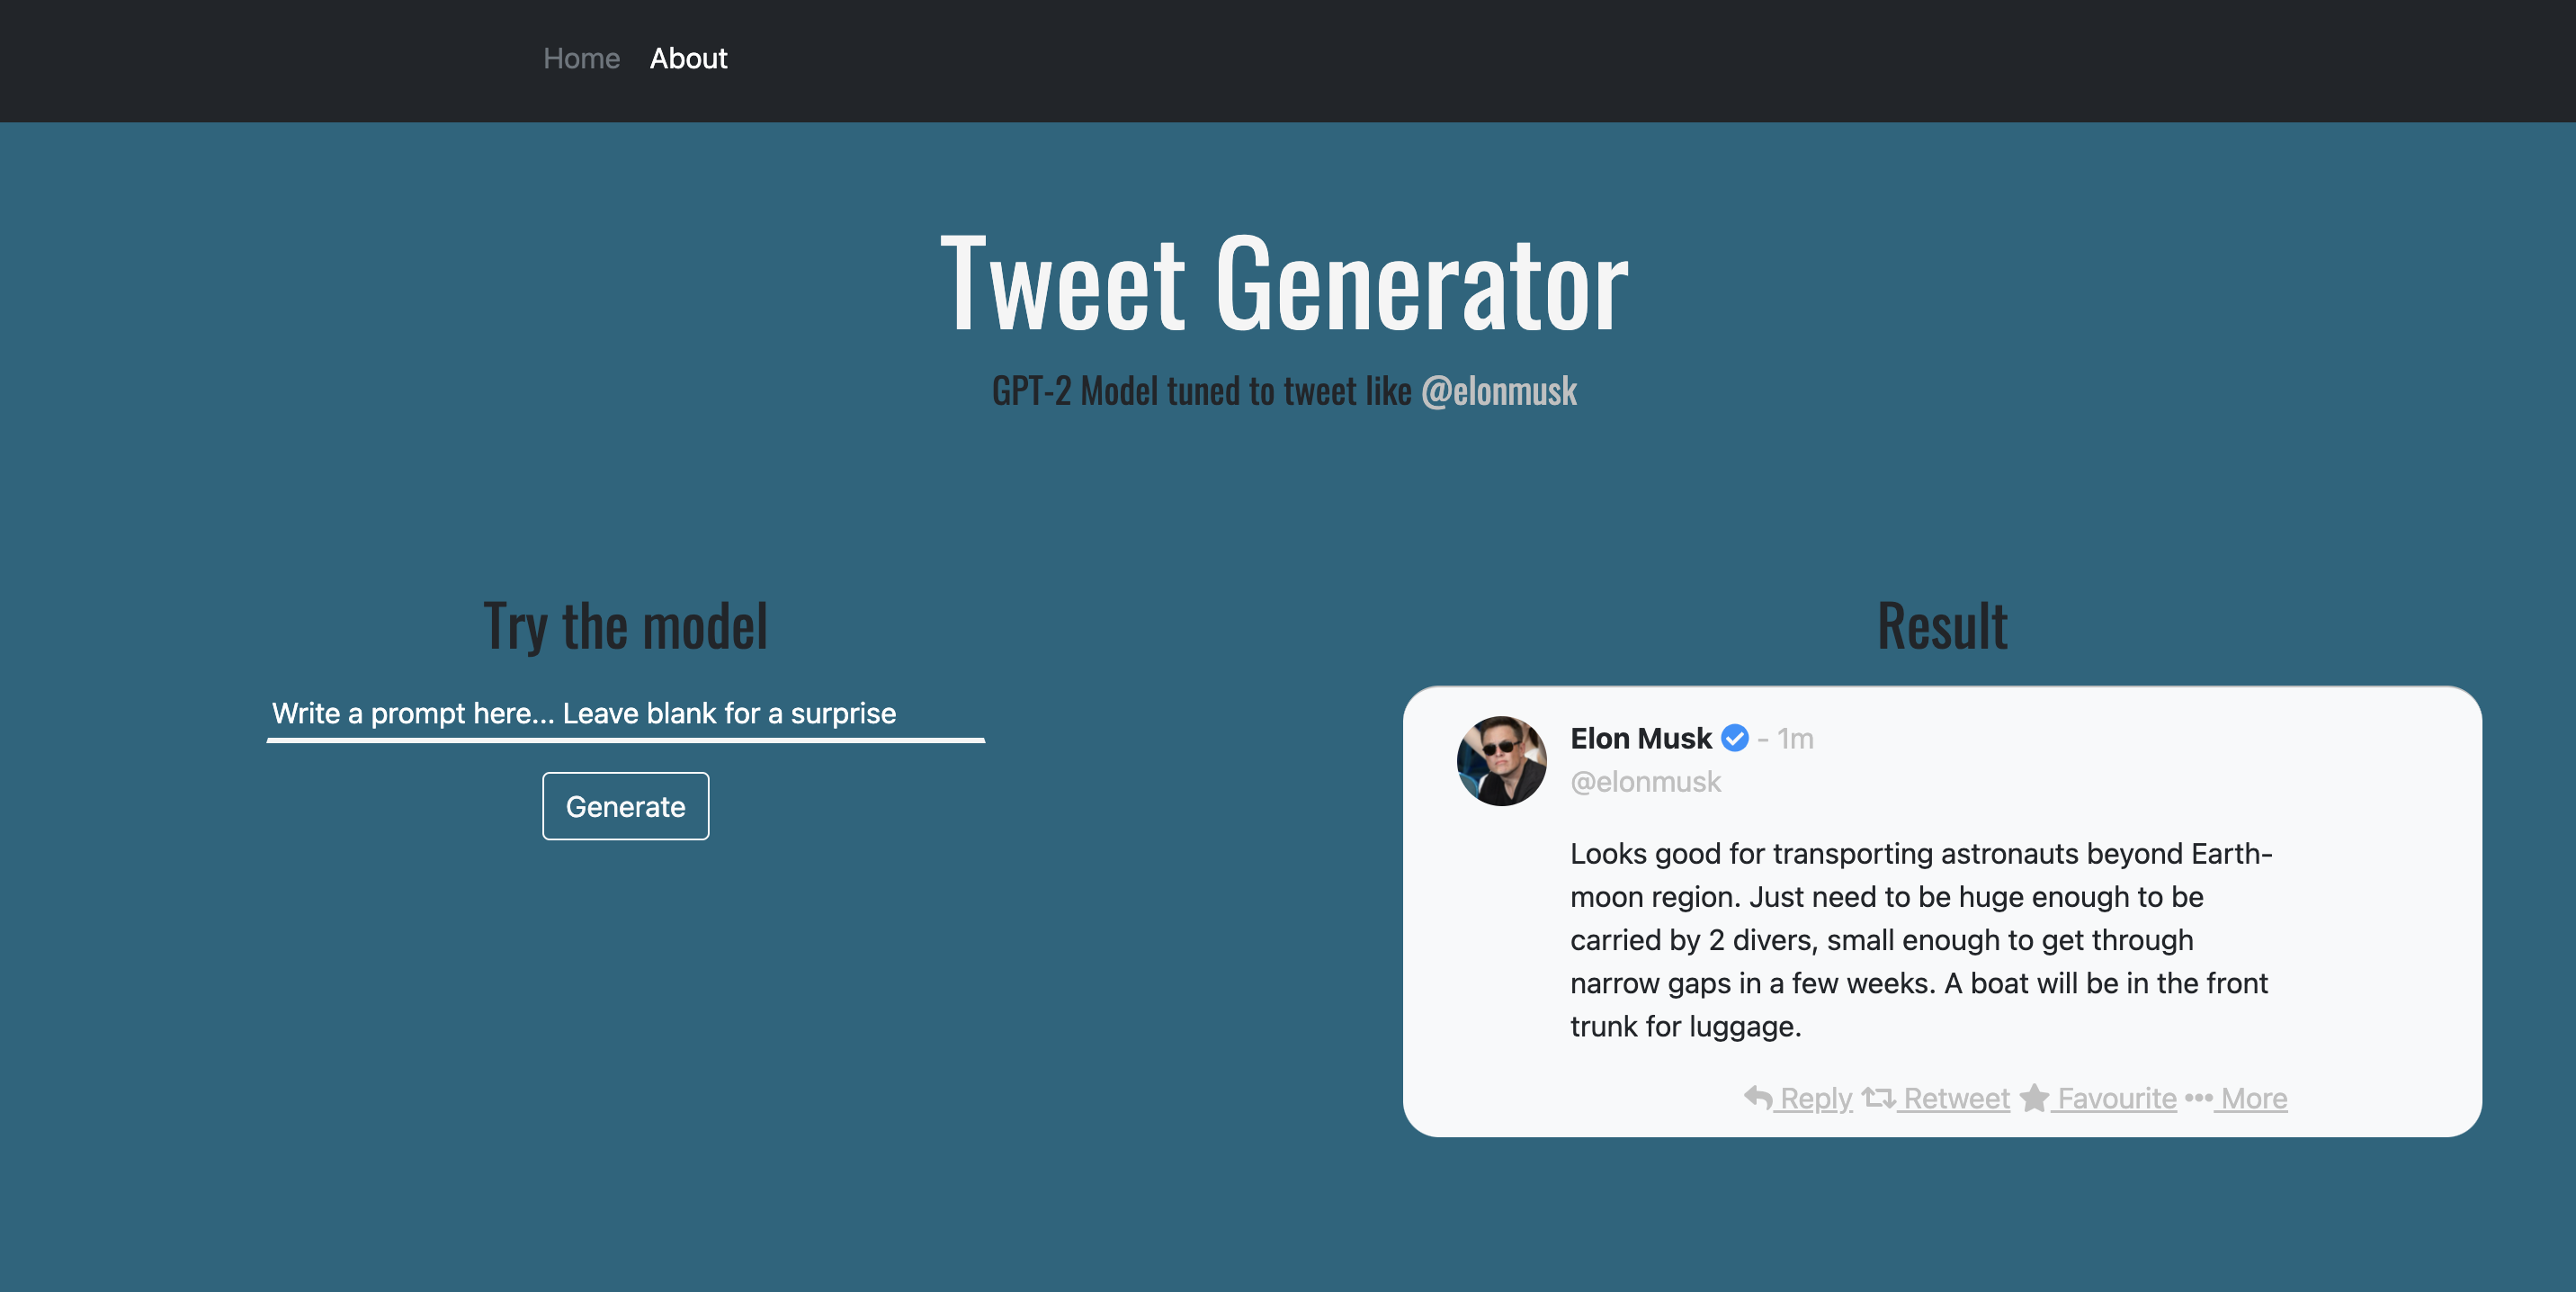 Home About
Tweet Generator
GPT-2 Model tuned to tweet like @elonmusk
Try the model
Write a prompt here... Leave blank for a surprise
Generate
Result
Elon Musk - 1m
@elonmusk
Looks good for transporting astronauts beyond Earth-
moon region. Just need to be huge enough to be
carried by 2 divers, small enough to get through
narrow gaps in a few weeks. A boat will be in the front
trunk for luggage.
Reply Retweet Favourite ••• More